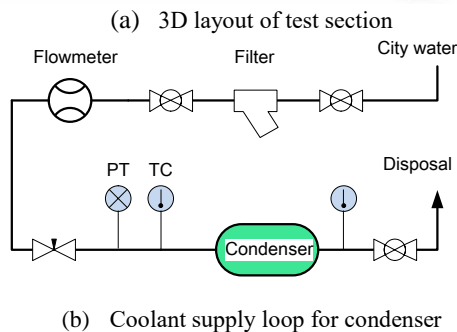 (a) 3D layout of test section
Flowmeter
Filter
City water
PT
TC
Disposal
Condenser
(b) Coolant supply loop for condenser